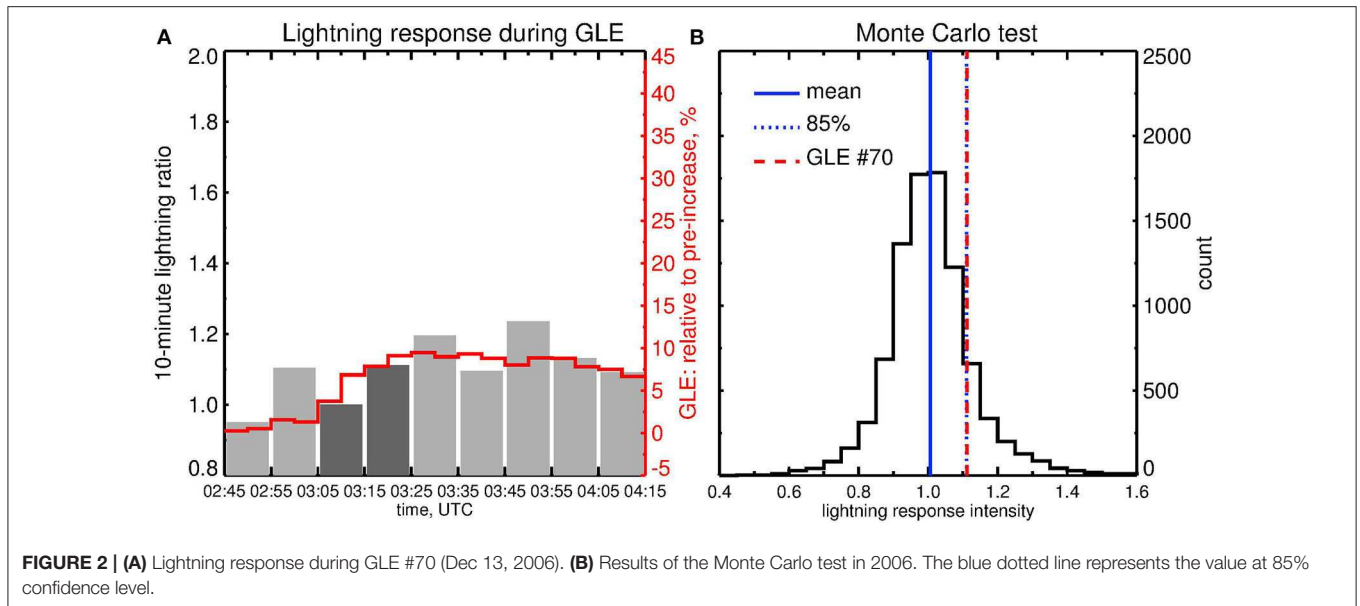 A
Lightning response during GLE
2.0
1.8
1.6
1.4
1.2
1.0
0.8
10-minute lightning ratio
45
40
35
30
25
20
15
10
5
0
-5
GLE: relative to pre-increase, %
02:45 02:55 03:05 03:15 03:25 03:35 03:45 03:55 04:05 04:15
time, UTC
B
Monte Carlo test
mean
85%
GLE #70
2500
2000
1500
1000
500
0
count
0.4 0.6 0.8 1.0 1.2 1.4 1.6
lightning response intensity
FIGURE 2 | (A) Lightning response during GLE #70 (Dec 13, 2006). (B) Results of the Monte Carlo test in 2006. The blue dotted line represents the value at 85%
confidence level.